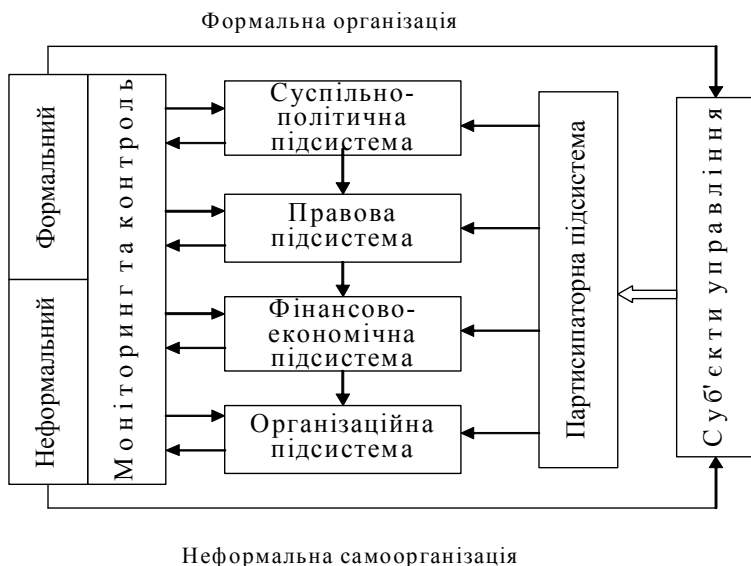 Формальна організація
Формальний
Неформальний
Моніторинг та контроль
Суспільно-
політична
підсистема
Правова
підсистема
Фінансово-
економічна
підсистема
Організаційна
підсистема
Партисипаторна підсистема
Суб'єкти управління
Неформальна самоорганізація